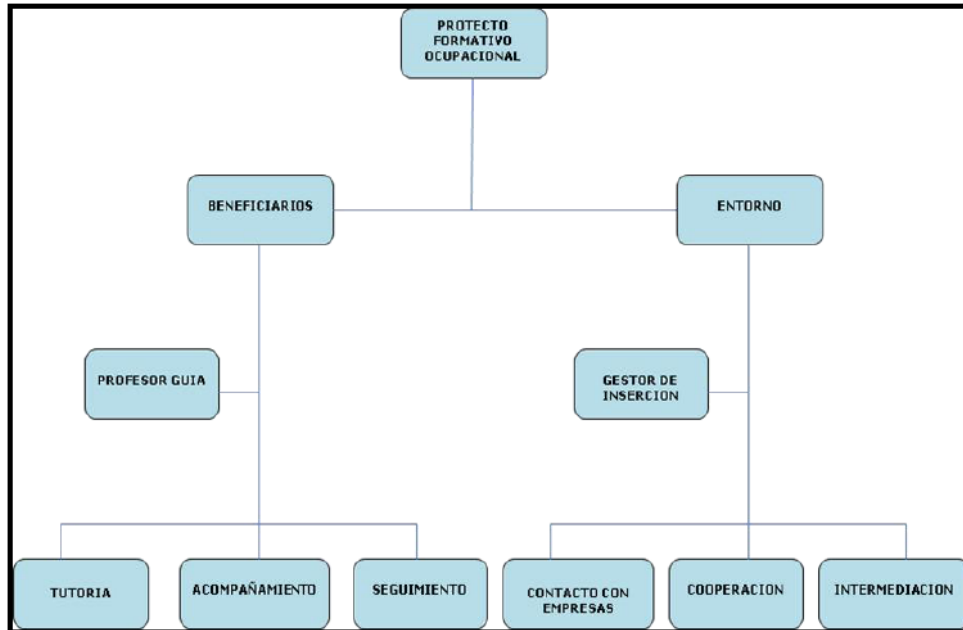 PROTECTO
FORMATIVO
OCUPACIONAL
BENEFICIARIOS
ENTORNO
PROFESOR GUIA
GESTOR DE
INSERCION
TUTORIA
ACOMPAÑAMIENTO
SEGUIMIENTO
CONTACTO CON
EMPRESAS
COOPERACION
INTERMEDIACION